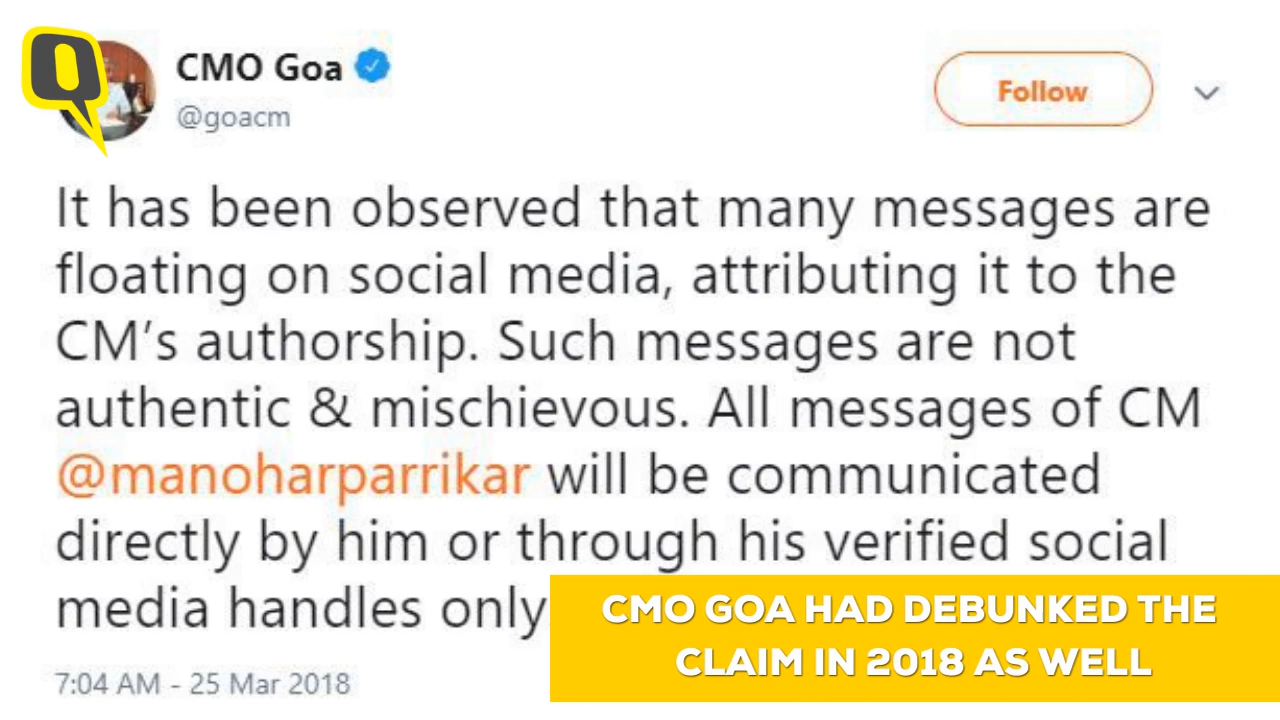 CMO Goa
@goacm
Follow
It has been observed that many messages are
floating on social media, attributing it to the
CM’s authorship. Such messages are not
authentic & mischievous. All messages of CM
@manoharparrikar will be communicated
directly by him or through his verified social
media handles only
CMO GOA HAD DEBUNKED THE
CLAIM IN 2018 AS WELL
7:04 AM - 25 Mar 2018